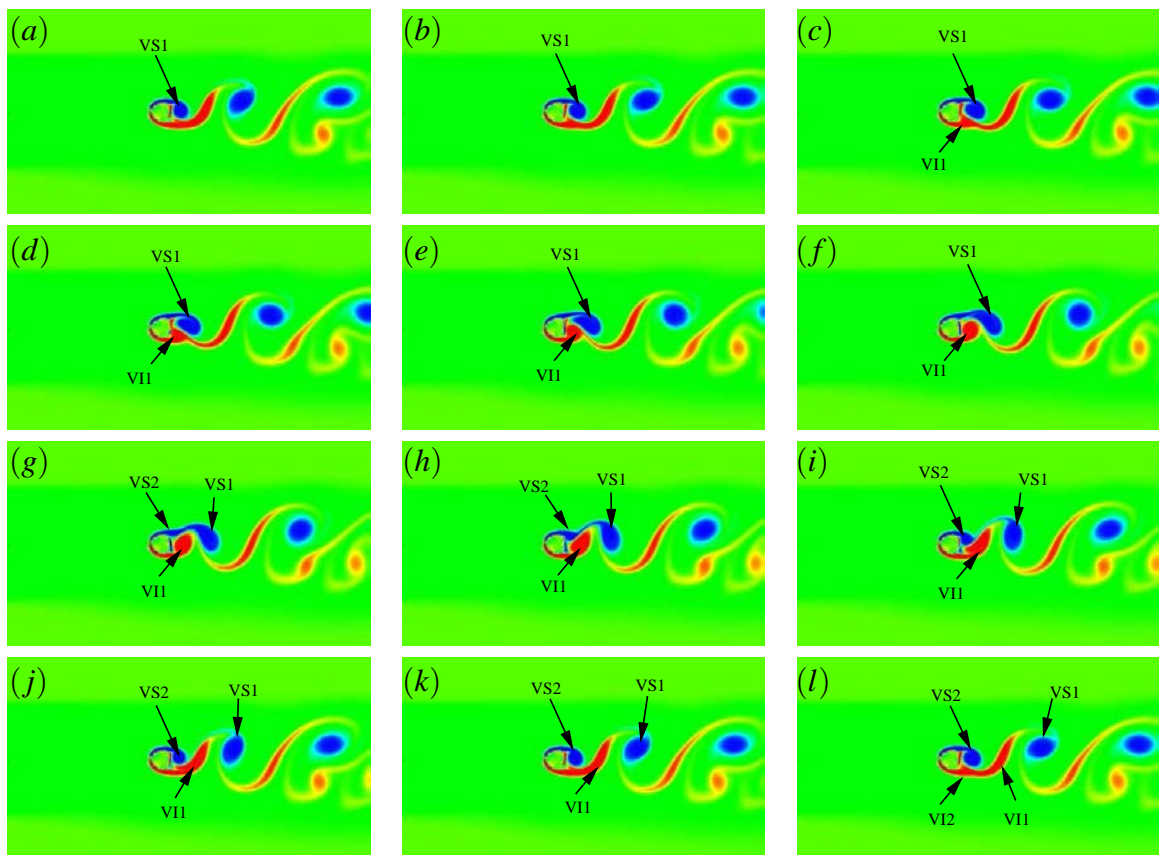 (a)
VS1
(b)
VS1
(c)
VS1
VI1
(d)
VS1
VI1
(e)
VS1
VI1
(f)
VS1
VI1
(g)
VS2 VS1
VI1
(h)
VS2 VS1
VI1
(i)
VS2 VS1
VI1
(j)
VS2 VS1
VI1
(k)
VS2 VS1
VI1
(l)
VS2 VS1
VI2 VI1